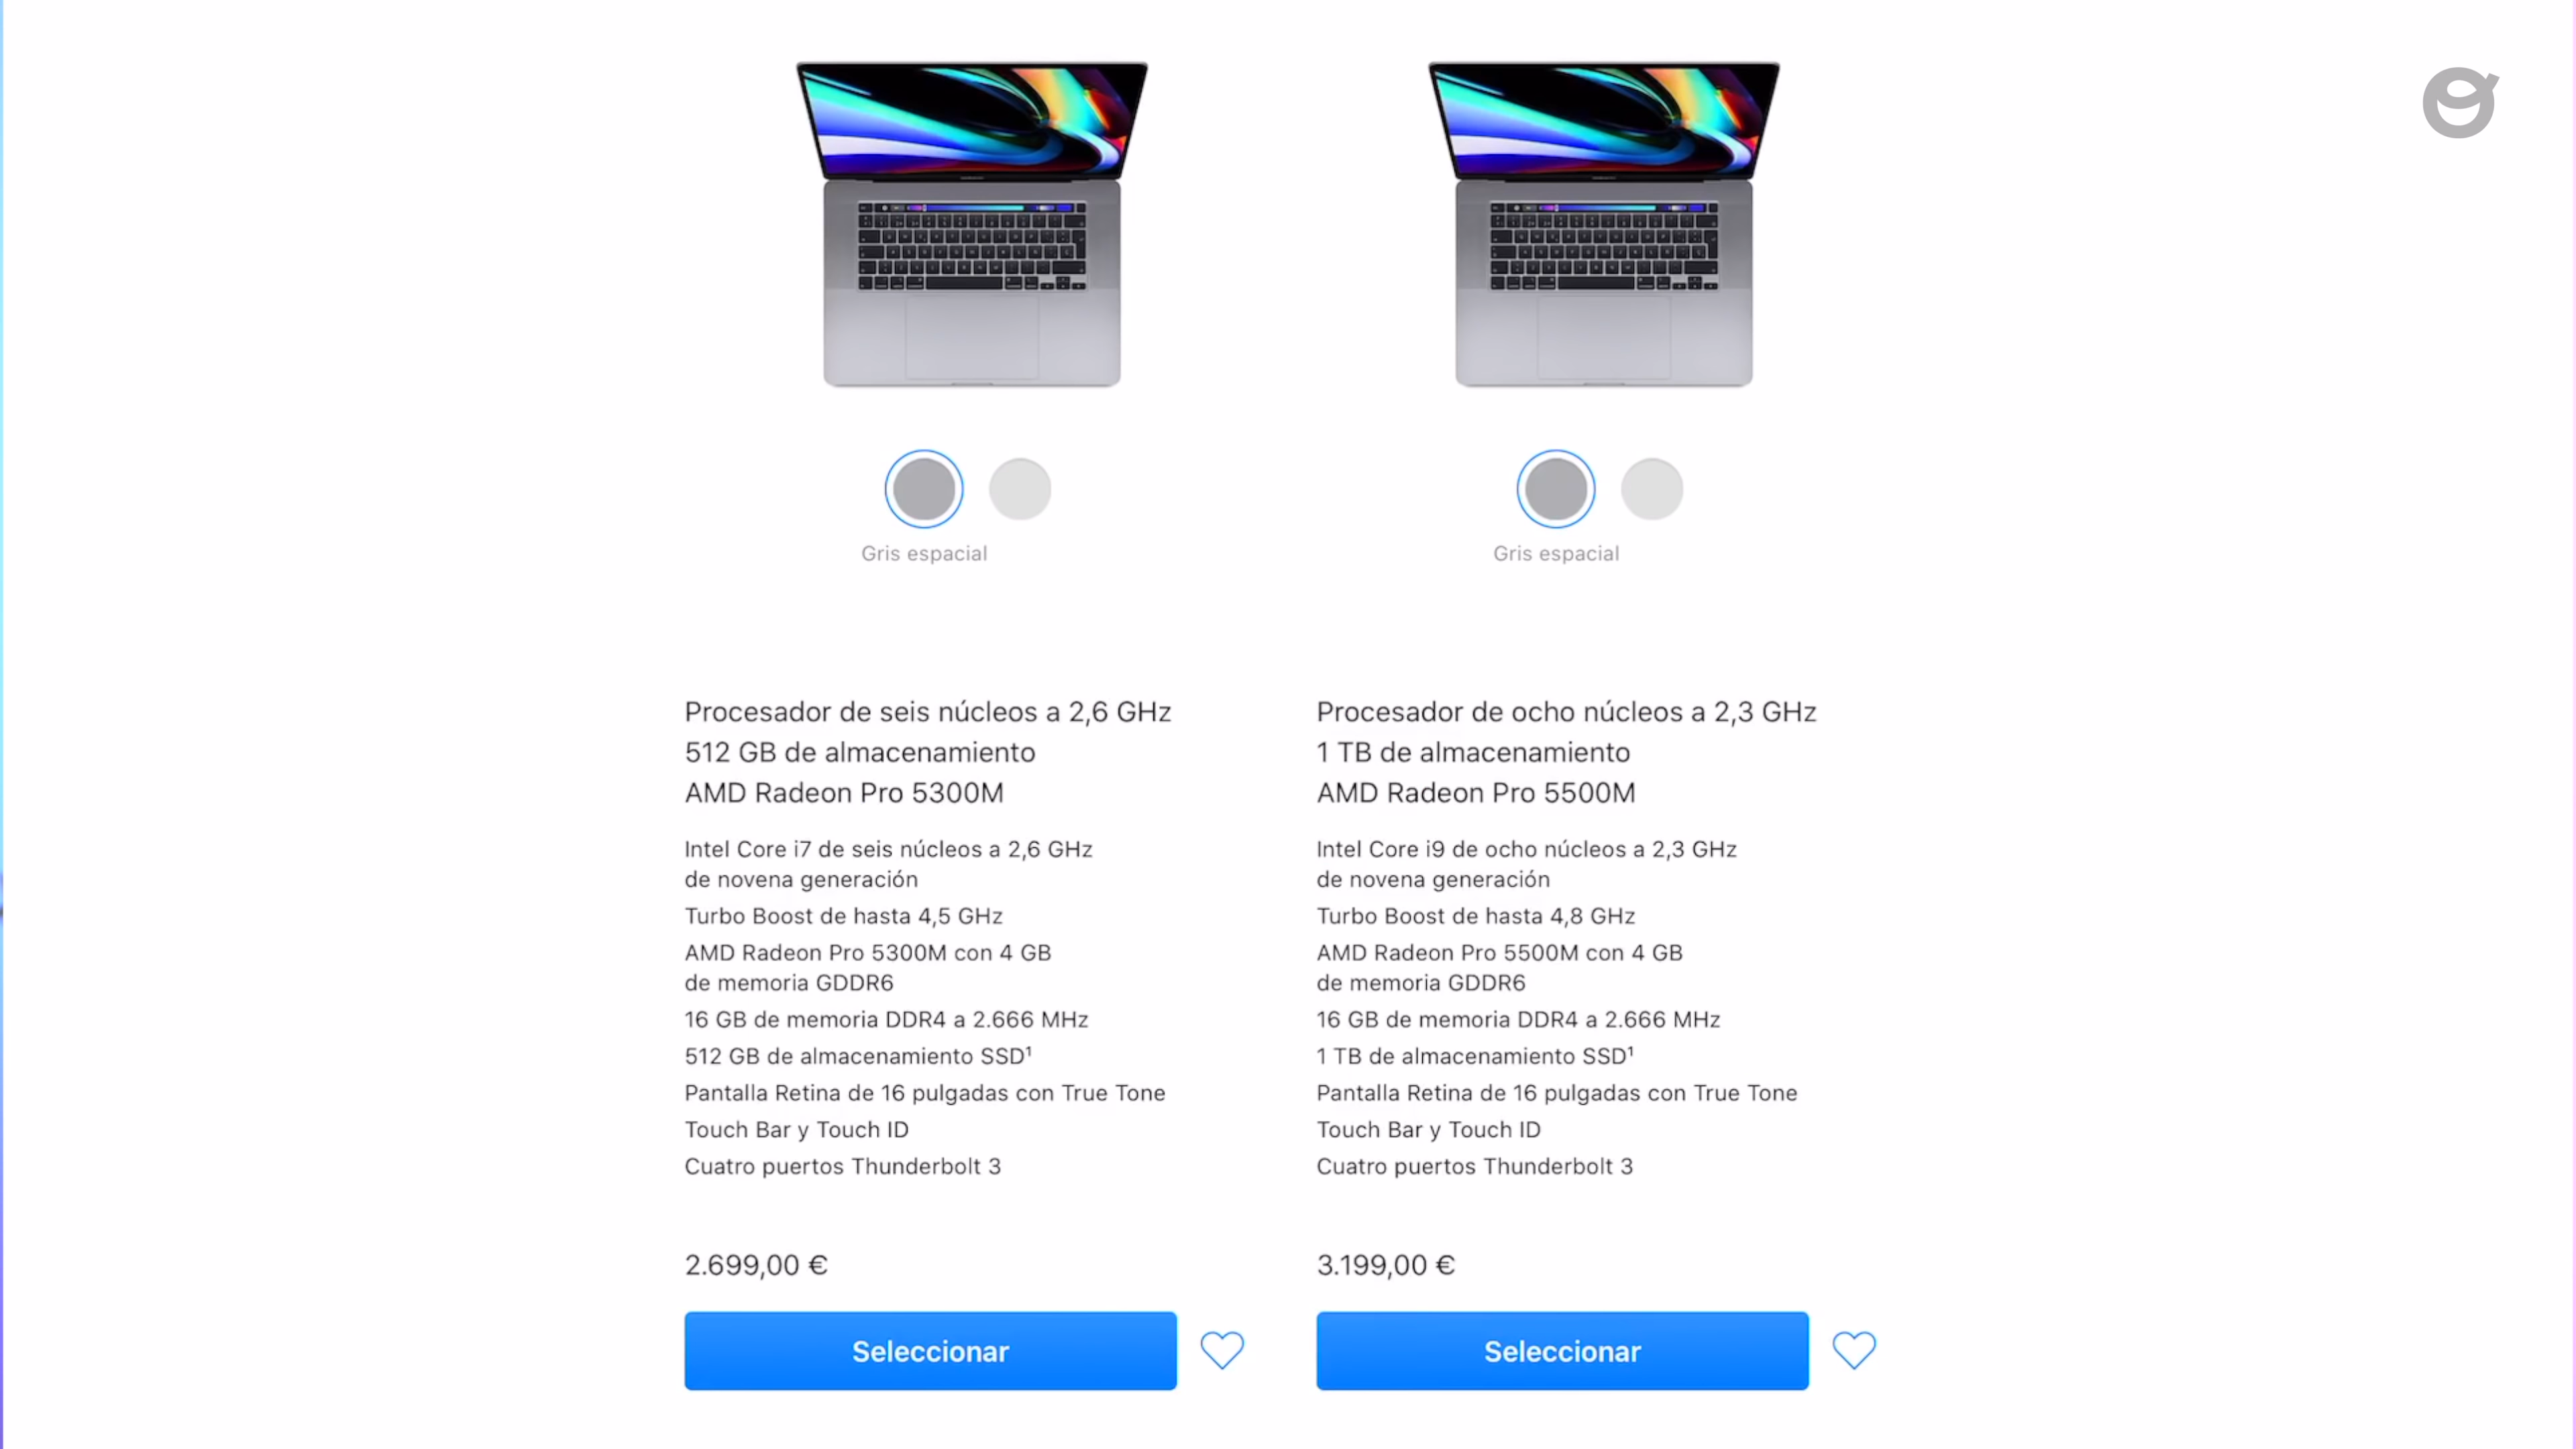 Gris espacial
Procesador de seis núcleos a 2,6 GHz
512 GB de almacenamiento
AMD Radeon Pro 5300M
Intel Core i7 de seis núcleos a 2,6 GHz
de novena generación
Turbo Boost de hasta 4,5 GHz
AMD Radeon Pro 5300M con 4 GB
de memoria GDDR6
16 GB de memoria DDR4 a 2.666 MHz
512 GB de almacenamiento SSD¹
Pantalla Retina de 16 pulgadas con True Tone
Touch Bar y Touch ID
Cuatro puertos Thunderbolt 3
2.699,00 €
Seleccionar
Gris espacial
Procesador de ocho núcleos a 2,3 GHz
1 TB de almacenamiento
AMD Radeon Pro 5500M
Intel Core i9 de ocho núcleos a 2,3 GHz
de novena generación
Turbo Boost de hasta 4,8 GHz
AMD Radeon Pro 5500M con 4 GB
de memoria GDDR6
16 GB de memoria DDR4 a 2.666 MHz
1 TB de almacenamiento SSD¹
Pantalla Retina de 16 pulgadas con True Tone
Touch Bar y Touch ID
Cuatro puertos Thunderbolt 3
3.199,00 €
Seleccionar